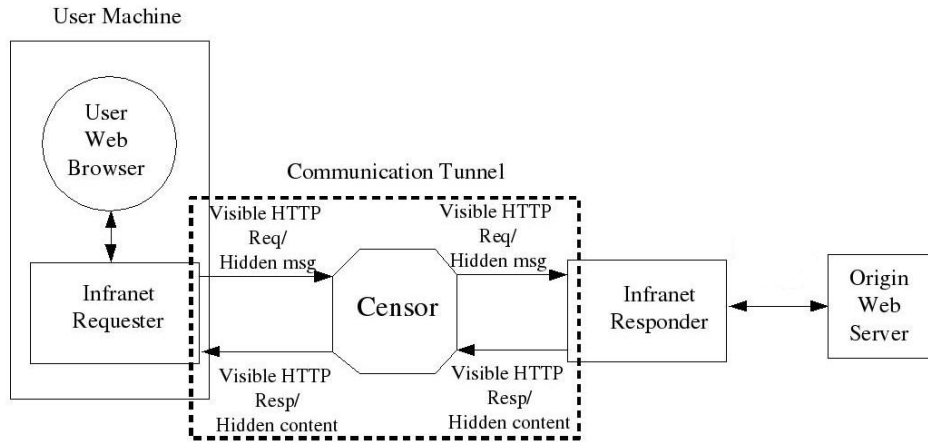 User Machine
User
Web
Browser
Communication Tunnel
Visible HTTP
Req/
Hidden msg
Visible HTTP
Req/
Hidden msg
Infranet
Requester
Censor
Infranet
Responder
Origin
Web
Server
Visible HTTP
Resp/
Hidden content
Visible HTTP
Resp/
Hidden content